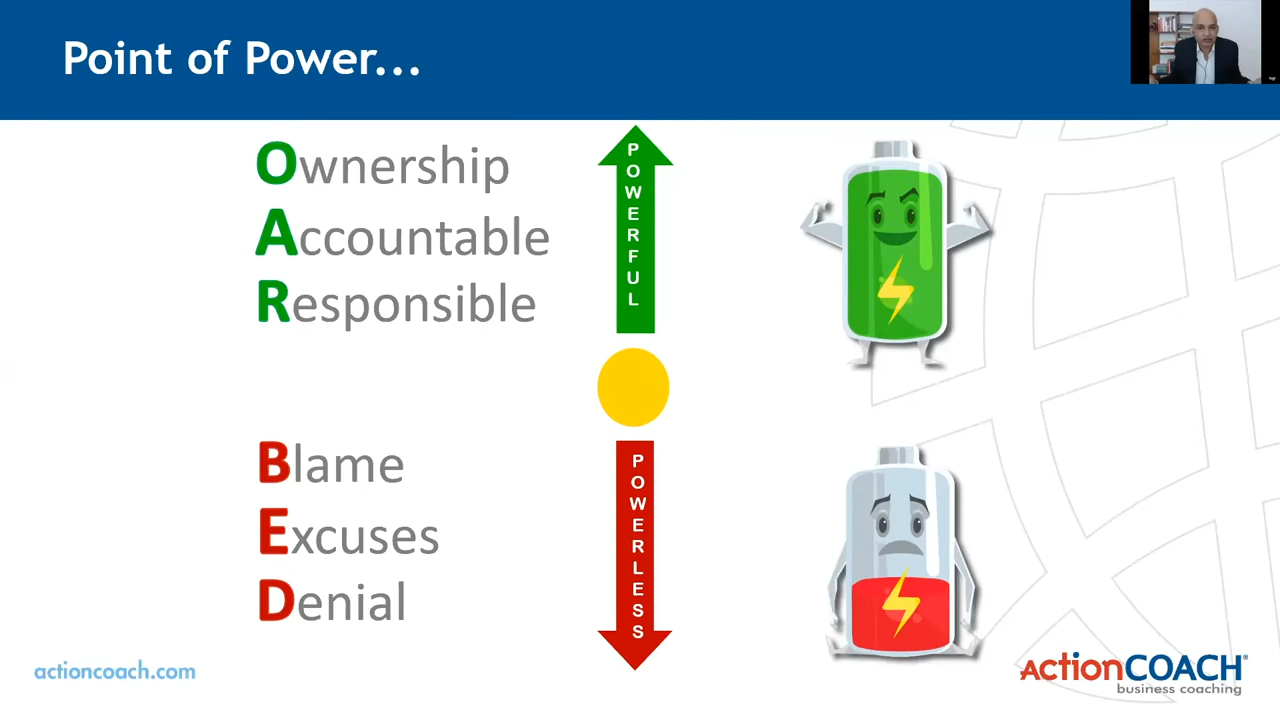 Point of Power...
Ownership
Accountable
Responsible
POWERFUL
Blame
Excuses
Denial
POWERLESS
actioncoach.com
ActionCOACH®
business coaching